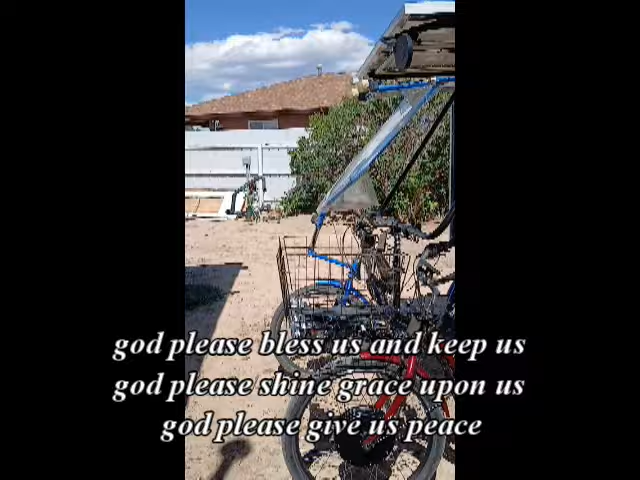 god please bless us and keep us
god please shine grace upon us
god please give us peace